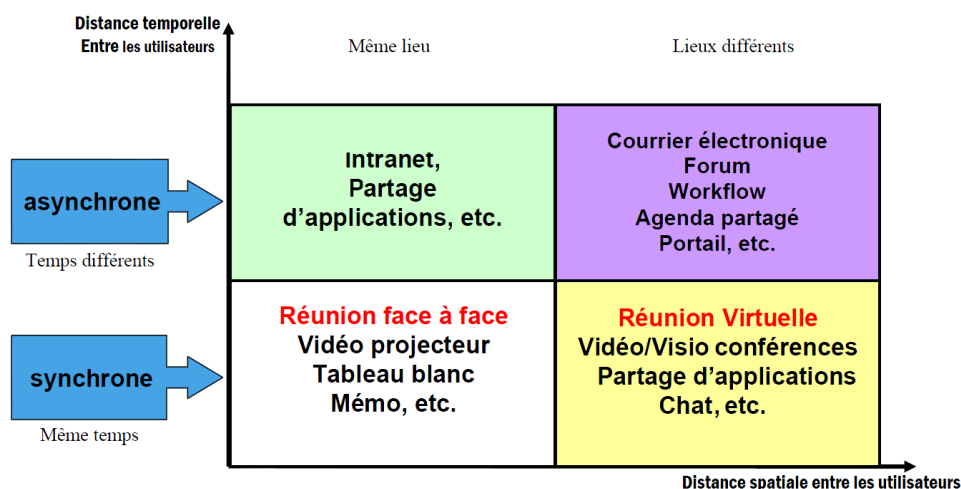 Distance temporelle
Entre les utilisateurs
Même lieu
Lieux différents
asynchrone
Temps différents
Intranet,
Partage
d'applications, etc.
Courrier électronique
Forum
Workflow
Agenda partagé
Portail, etc.
synchrone
Même temps
Réunion face à face
Vidéo projecteur
Tableau blanc
Mémo, etc.
Réunion Virtuelle
Vidéo/Visio conférences
Partage d'applications
Chat, etc.
Distance spatiale entre les utilisateurs